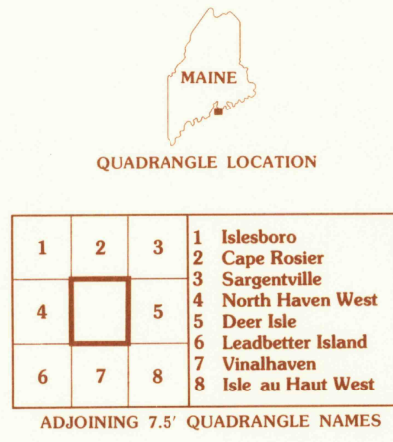 MAINE
QUADRANGLE LOCATION
1 2 3
4 5
6 7 8
1 Islesboro
2 Cape Rosier
3 Sargentville
4 North Haven West
5 Deer Isle
6 Leadbetter Island
7 Vinalhaven
8 Isle au Haut West
ADJOINING 7.5′ QUADRANGLE NAMES